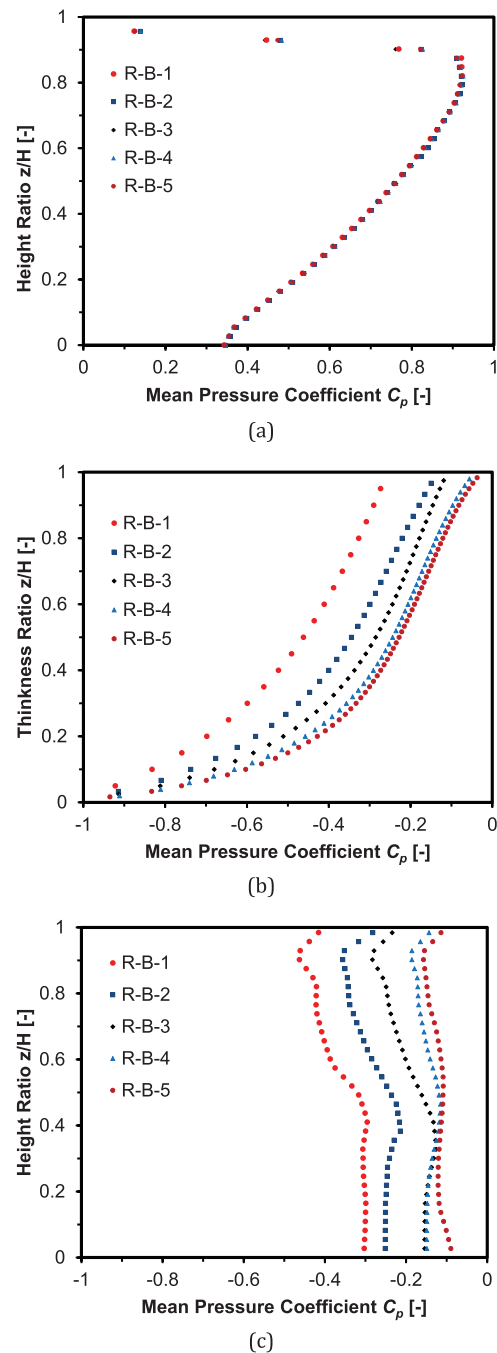 1
0.8
0.6
0.4
0.2
0
Height Ratio z/H [-]
R-B-1
R-B-2
R-B-3
R-B-4
R-B-5
0 0.2 0.4 0.6 0.8 1
Mean Pressure Coefficient Cp [-]
(a)
1
0.8
0.6
0.4
0.2
0
Thinkness Ratio z/H [-]
R-B-1
R-B-2
R-B-3
R-B-4
R-B-5
-1 -0.8 -0.6 -0.4 -0.2 0
Mean Pressure Coefficient Cp [-]
(b)
1
0.8
0.6
0.4
0.2
0
Height Ratio z/H [-]
R-B-1
R-B-2
R-B-3
R-B-4
R-B-5
-1 -0.8 -0.6 -0.4 -0.2 0
Mean Pressure Coefficient Cp [-]
(c)